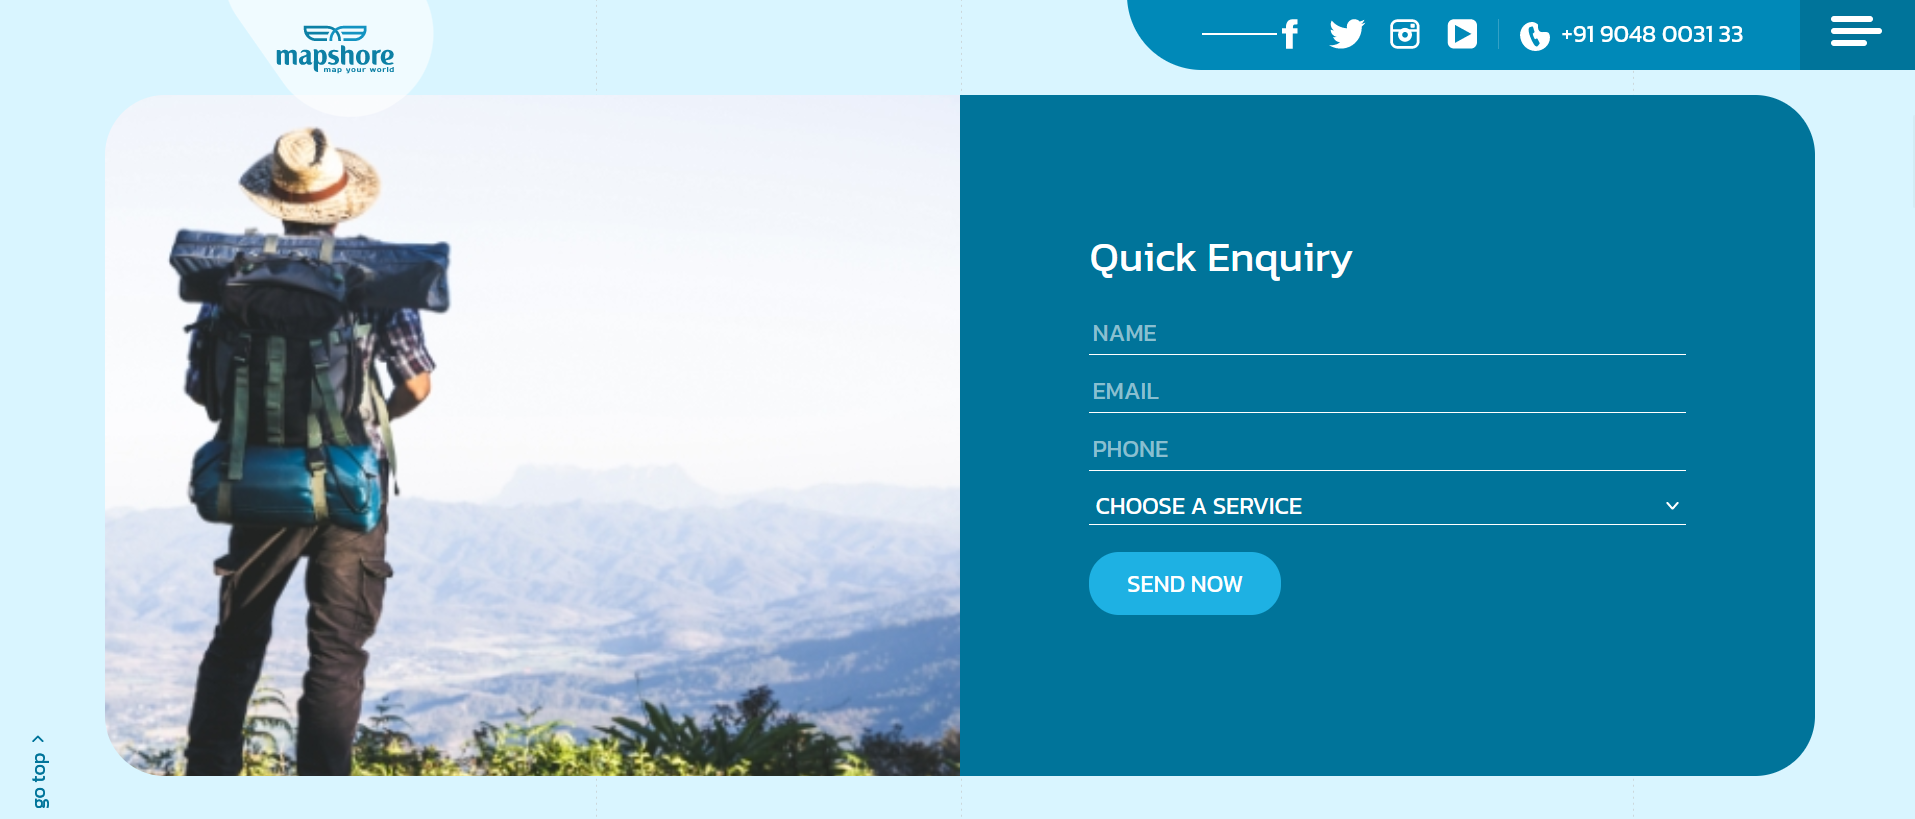 mapshore
map your world
+91 9048 0031 33
Quick Enquiry
NAME
EMAIL
PHONE
CHOOSE A SERVICE
SEND NOW
go top